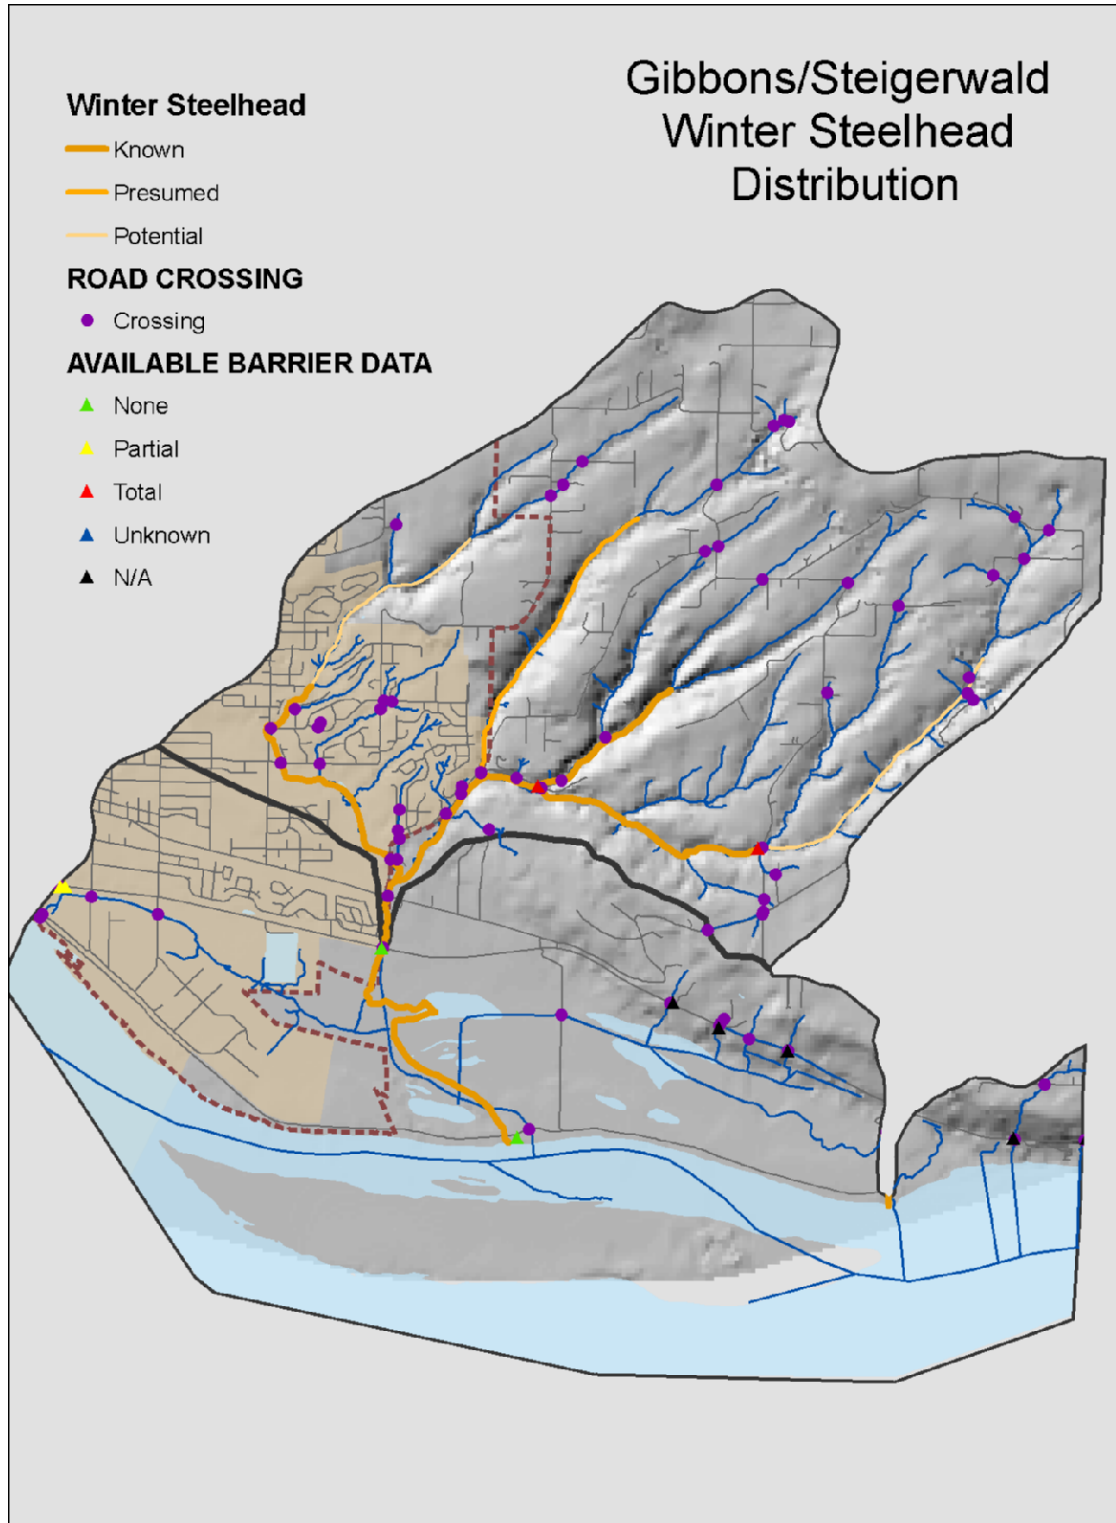 Gibbons/Steigerwald
Winter Steelhead
Distribution
Winter Steelhead
Known
Presumed
Potential
ROAD CROSSING
Crossing
AVAILABLE BARRIER DATA
None
Partial
Total
Unknown
N/A